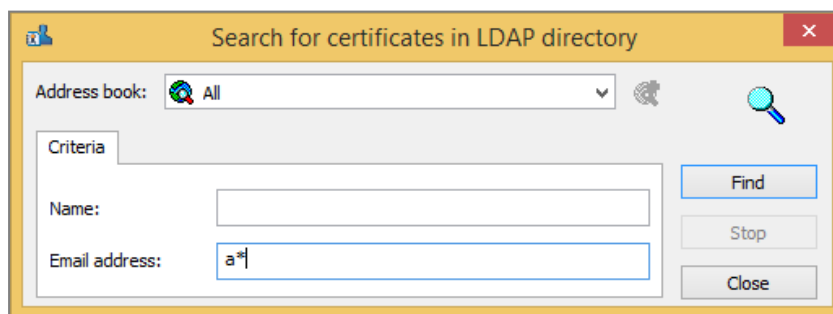 Search for certificates in LDAP directory
Address book: All
Criteria
Name:
Email address: a*
Find
Stop
Close